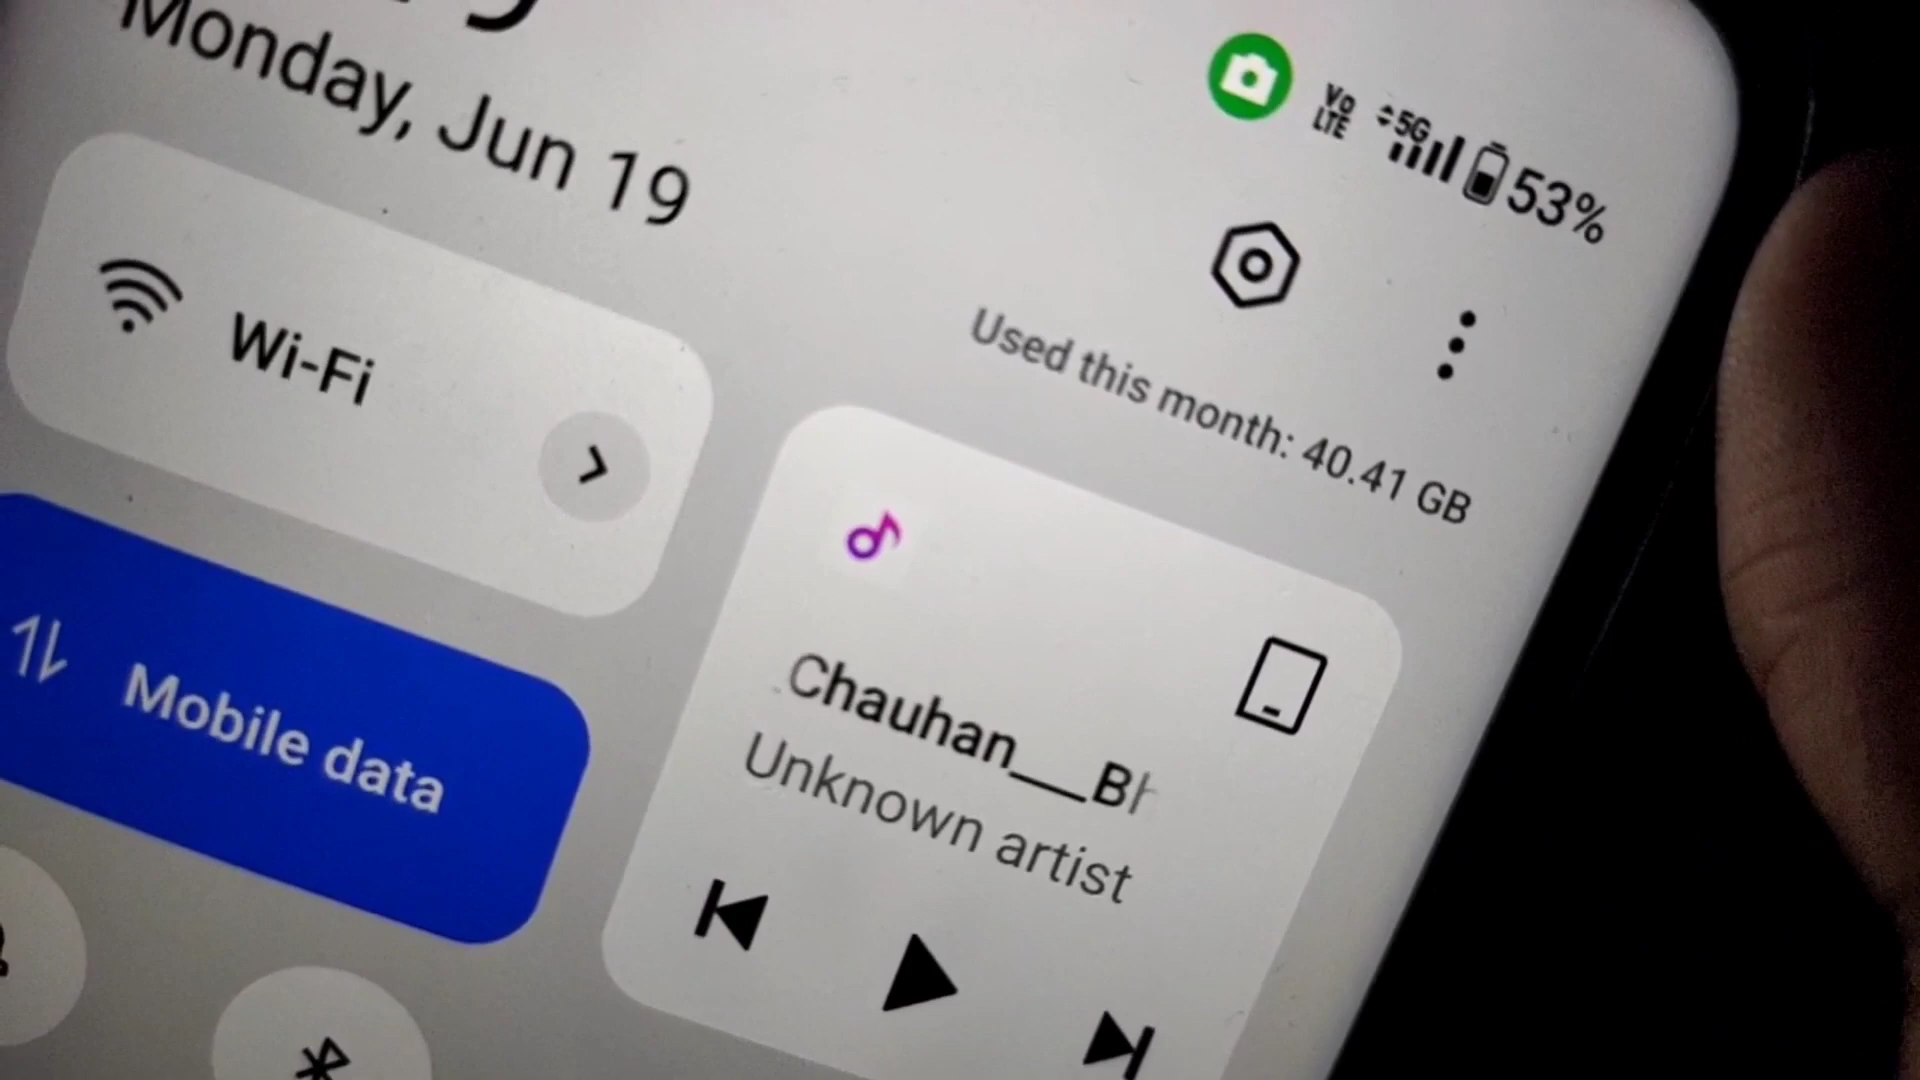 Vo
LTE
5G
53%
Monday, Jun 19
Used this month: 40.41 GB
Wi-Fi
Mobile data
Chauhan__
Unknown artist